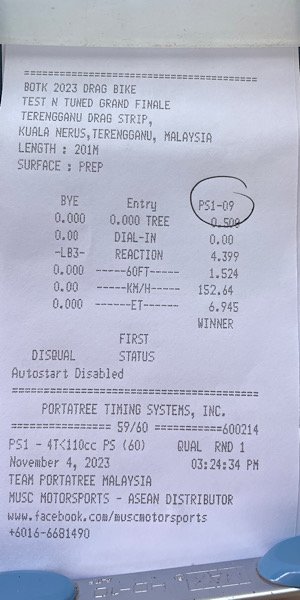 BOTK 2023 DRAG BIKE
TEST N TUNED GRAND FINALE
TERENGGANU DRAG STRIP,
KUALA NERUS,TERENGGANU, MALAYSIA
LENGTH : 201M
SURFACE : PREP
BYE Entry PS1-09
0.000 0.000 TREE 0.500
0.00 DIAL-IN 0.00
-LB3- REACTION 4.399
0.000 ------60FT----- 1.524
0.00 -----KM/H------ 152.64
0.000 ------ET------ 6.945
WINNER
FIRST
DISQUAL STATUS
Autostart Disabled
PORTATREE TIMING SYSTEMS, INC.
=============== 59/60 ===========600214
PS1 - 4T<110cc PS (60) QUAL RND 1
November 4, 2023 03:24:34 PM
TEAM PORTATREE MALAYSIA
MUSC MOTORSPORTS - ASEAN DISTRIBUTOR
www.facebook.com/muscmotorsports
+6016-6681490